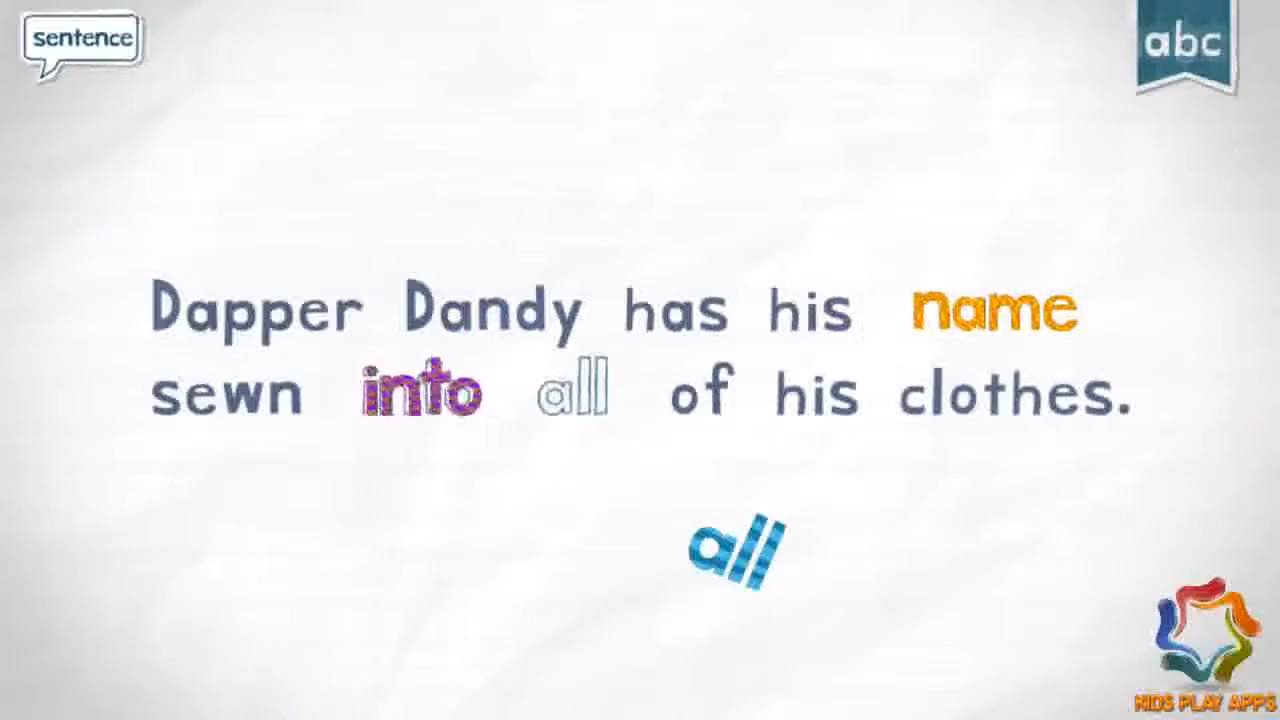 sentence
abc
Dapper Dandy has his name
sewn into all of his clothes.
all
KIDS PLAY APPS